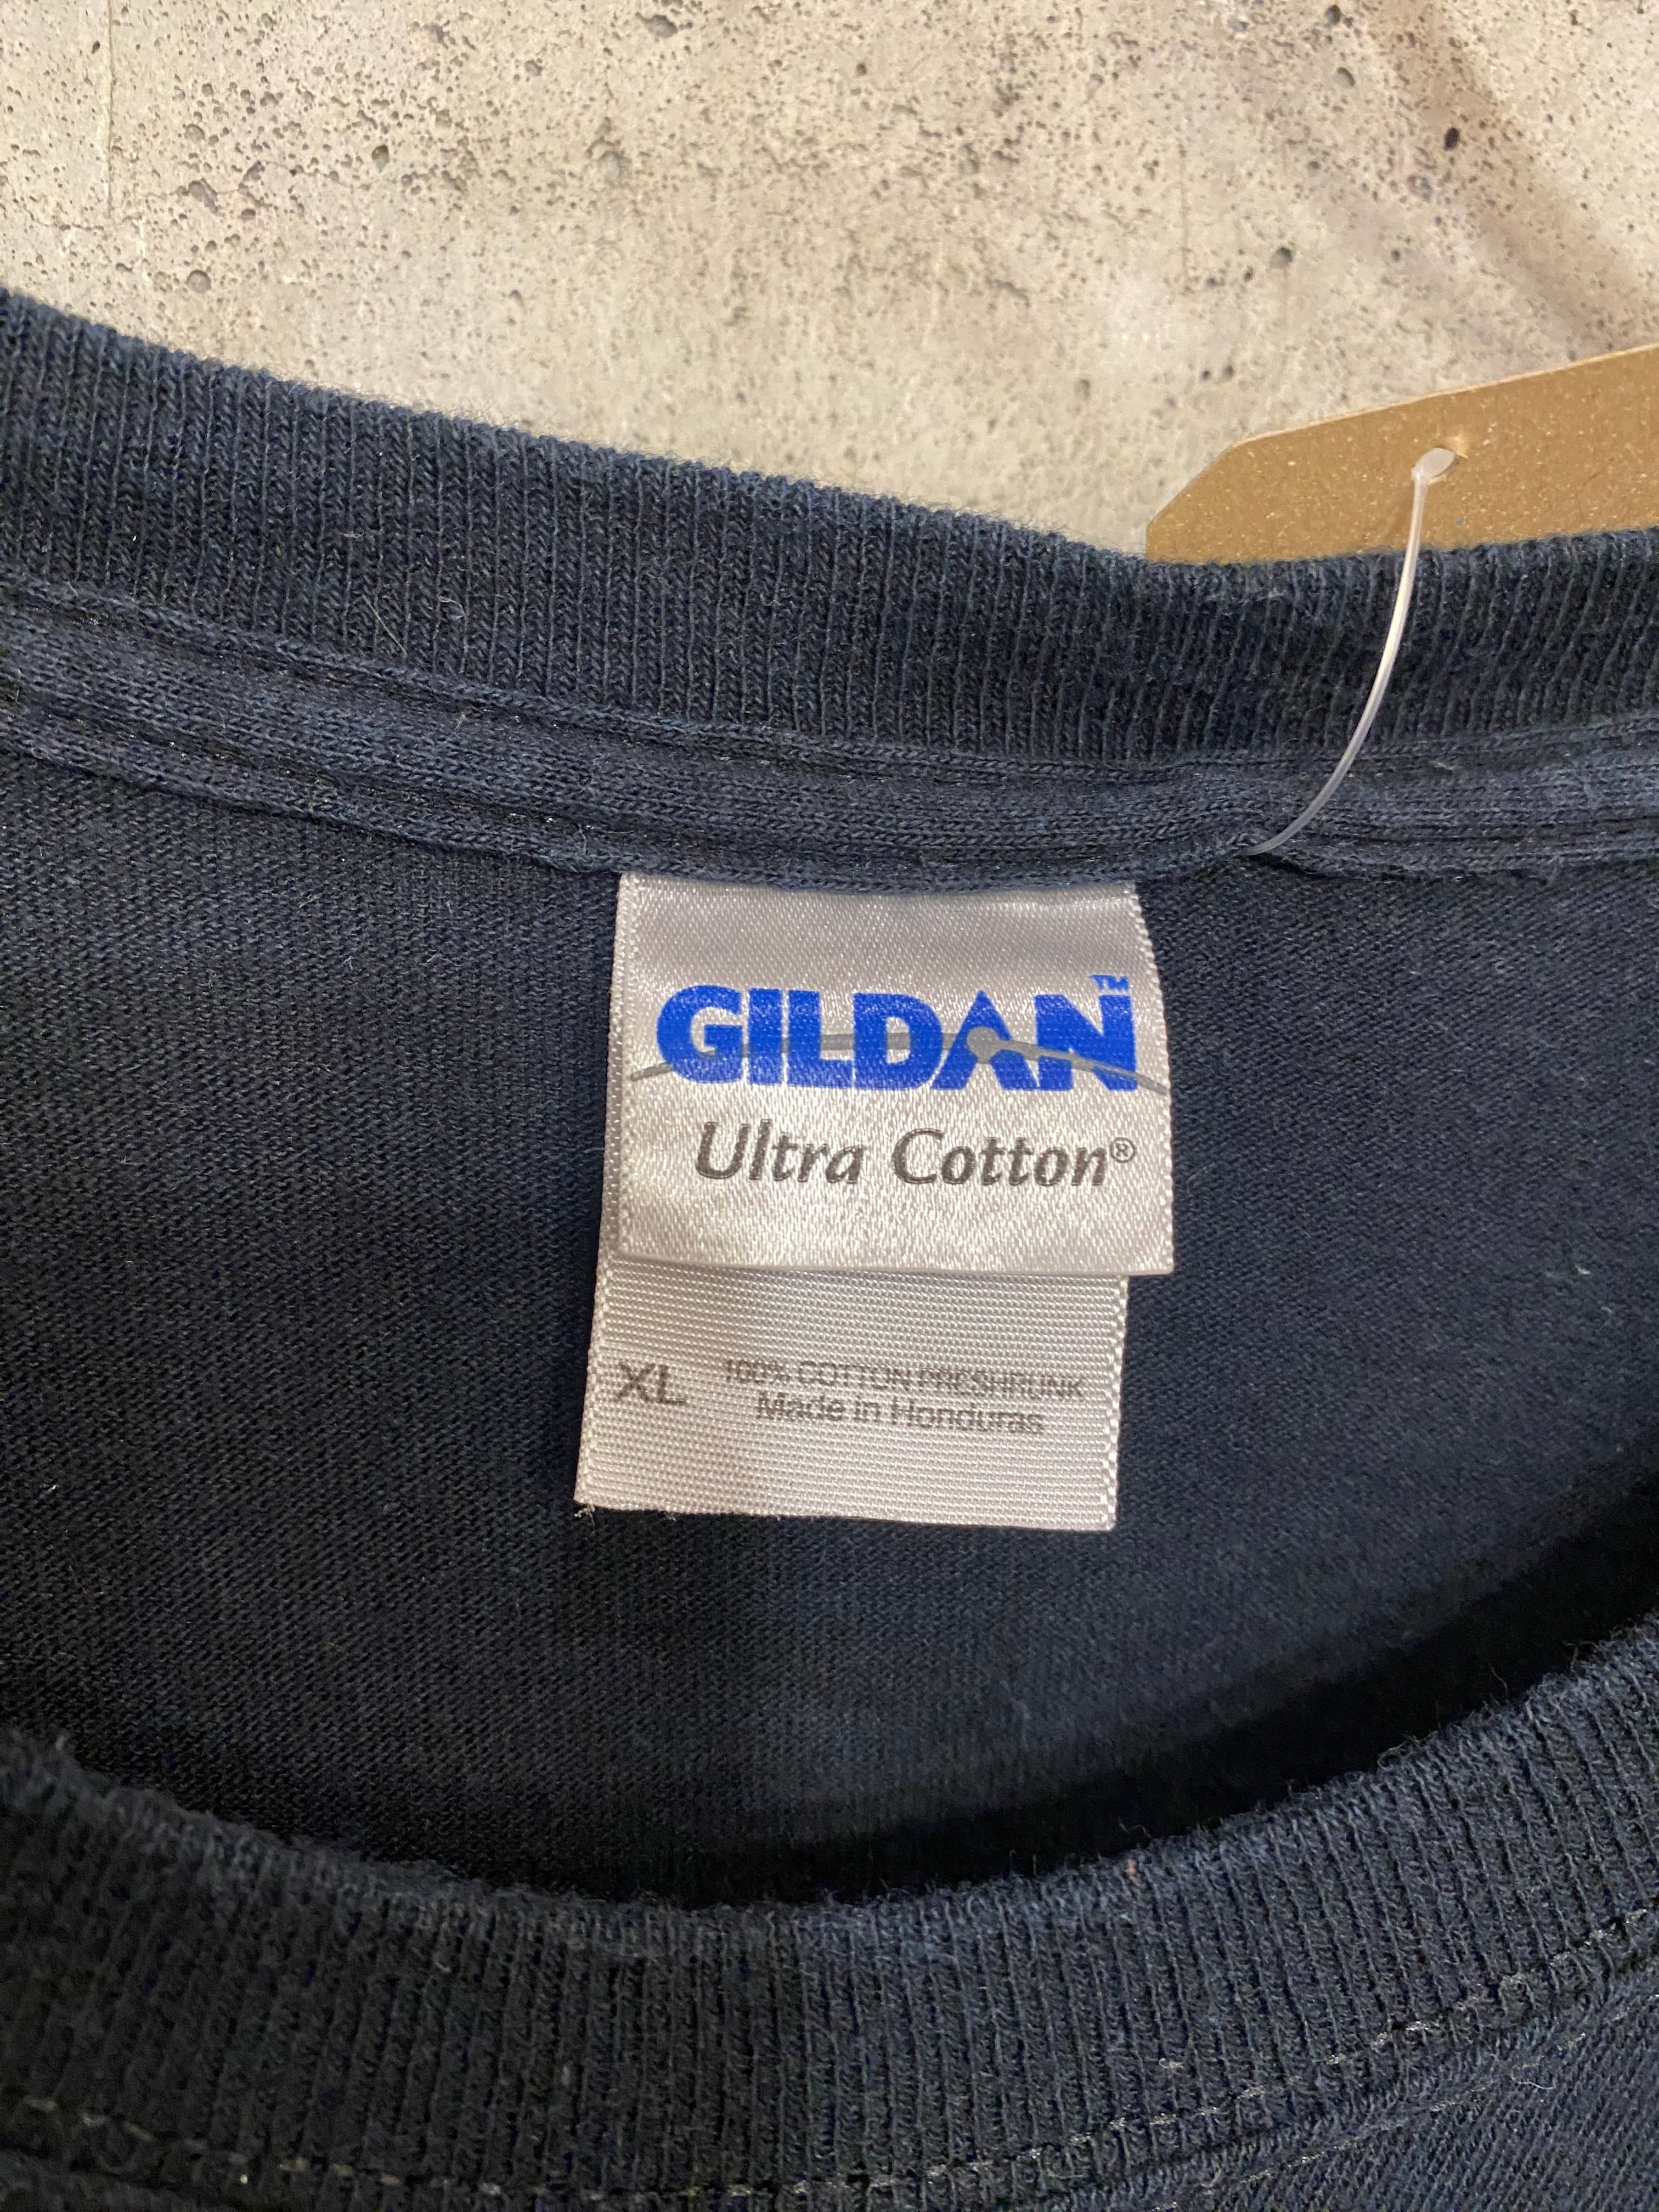 GILDAN™
Ultra Cotton®
XL 100% COTTON PRESHRUNK
Made in Honduras